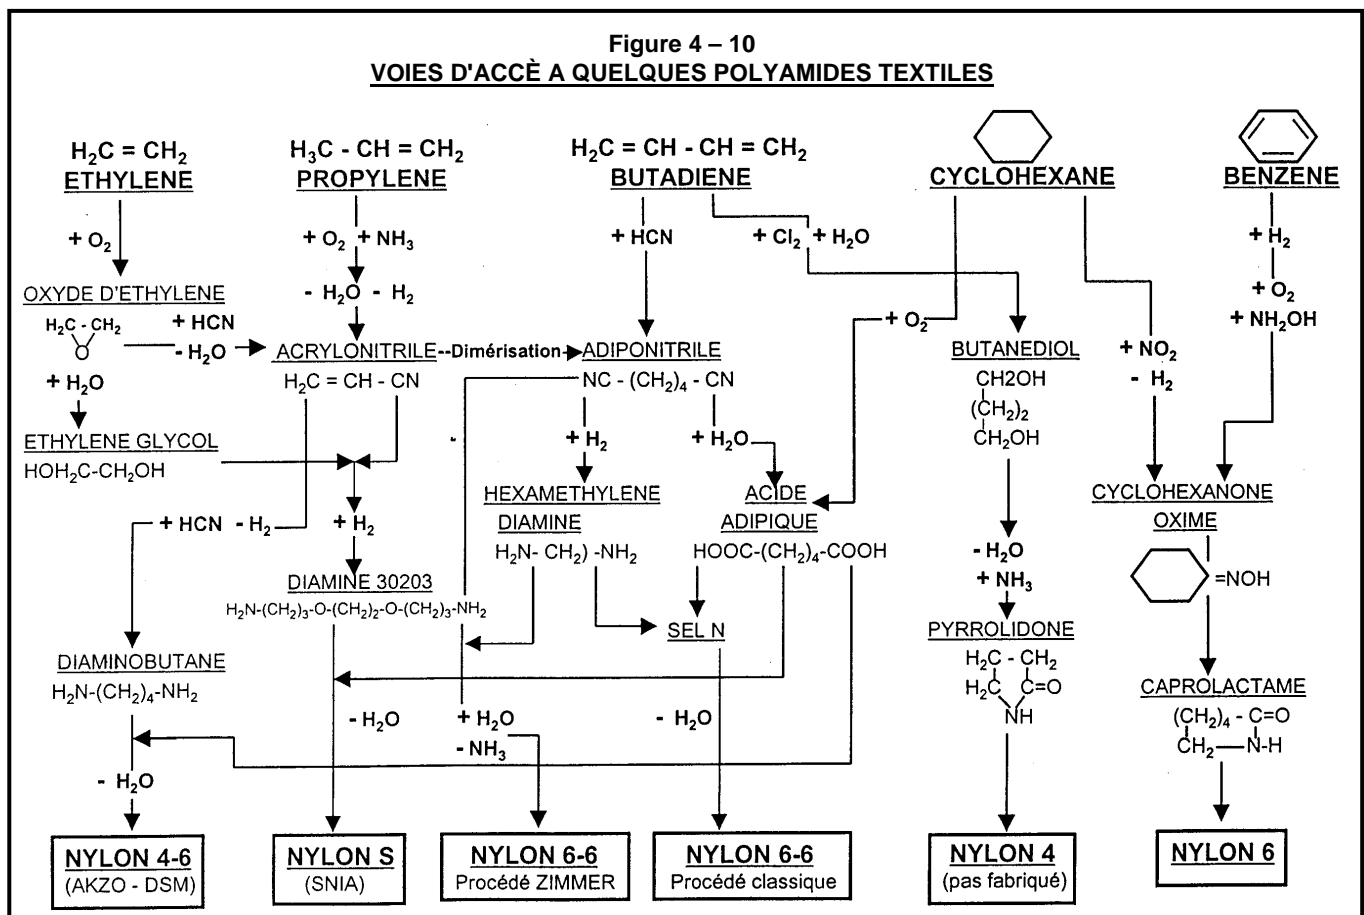 Figure 4 – 10
VOIES D'ACCÈ A QUELQUES POLYAMIDES TEXTILES
H₂C = CH₂
ETHYLENE
H₃C - CH = CH₂
PROPYLENE
H₂C = CH - CH = CH₂
BUTADIENE
CYCLOHEXANE
BENZENE
+ O₂
+ O₂ + NH₃
- H₂O - H₂
+ HCN
+ Cl₂ + H₂O
+ H₂
+ O₂
+ NH₂OH
OXYDE D'ETHYLENE
H₂C - CH₂
O
+ HCN
- H₂O
+ H₂O
ACRYLONITRILE
H₂C = CH - CN
Dimérisation
ADIPONITRILE
NC - (CH₂)₄ - CN
+ O₂
BUTANEDIOL
CH2OH
(CH₂)₂
CH₂OH
+ NO₂
- H₂
ETHYLENE GLYCOL
HOH₂C-CH₂OH
+ H₂
+ H₂O
HEXAMETHYLENE
DIAMINE
H₂N- CH₂) -NH₂
ACIDE
ADIPIQUE
HOOC-(CH₂)₄-COOH
CYCLOHEXANONE
OXIME
=NOH
+ HCN - H₂
+ H₂
- H₂O
+ NH₃
DIAMINE 30203
H₂N-(CH₂)₃-O-(CH₂)₂-O-(CH₂)₃-NH₂
SEL N
PYRROLIDONE
H₂C - CH₂
H₂C C=O
NH
DIAMINOBUTANE
H₂N-(CH₂)₄-NH₂
CAPROLACTAME
(CH₂)₄ - C=O
CH₂ N-H
- H₂O
+ H₂O
- NH₃
- H₂O
- H₂O
NYLON 4-6
(AKZO - DSM)
NYLON S
(SNIA)
NYLON 6-6
Procédé ZIMMER
NYLON 6-6
Procédé classique
NYLON 4
(pas fabriqué)
NYLON 6